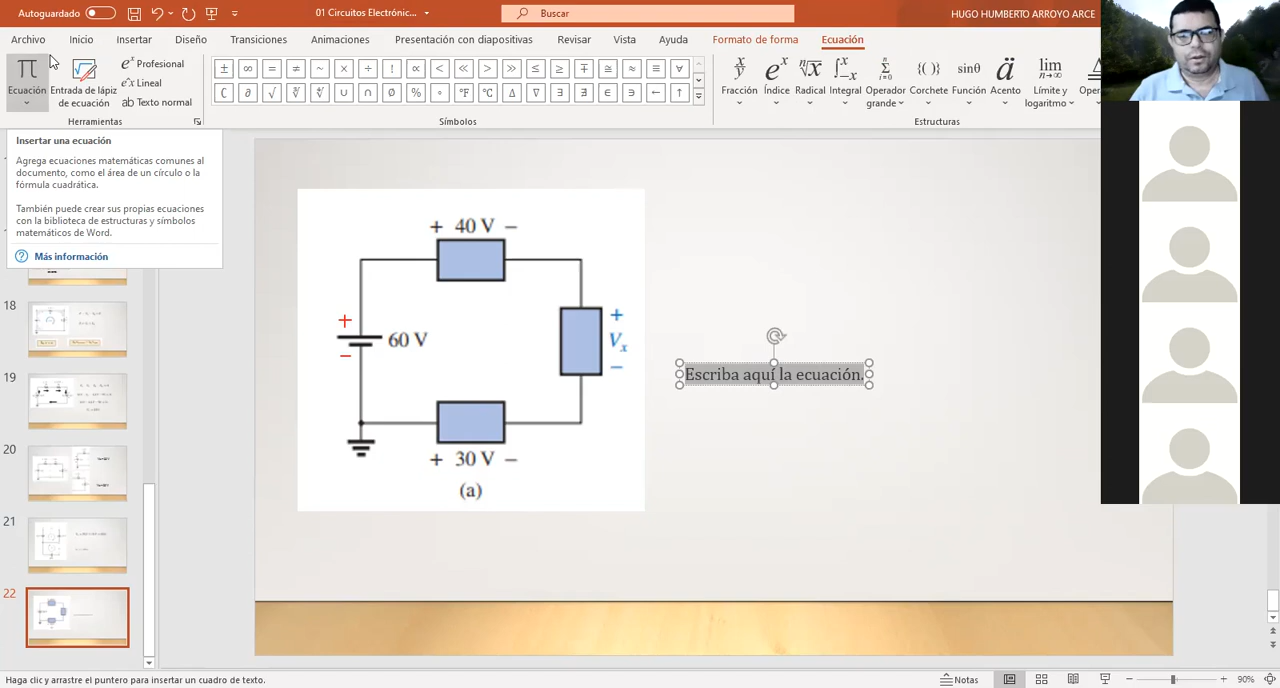 Autoguardado
01 Circuitos Electrónic...
Buscar
HUGO HUMBERTO ARROYO ARCE
Archivo Inicio Insertar Diseño Transiciones Animaciones Presentación con diapositivas Revisar Vista Ayuda Formato de forma Ecuación
π
Ecuación
Entrada de lápiz de ecuación
eˣ Profesional
eˆx Lineal
ab Texto normal
Herramientas
± ∞ = ≠ ~ × ÷ ! ∝ < ≪ > ≫ ≤ ≥ ∓ ≅ ≈ ≡ ∀
∁ ∂ √ ∛ ∜ ∪ ∩ ∅ % ° °F °C ∆ ∇ ∃ ∄ ∈ ∋ ← ↑
Símbolos
Fracción Índice Radical Integral Operador grande Corchete Función Acento Límite y logaritmo Oper
Estructuras
Insertar una ecuación
Agrega ecuaciones matemáticas comunes al
documento, como el área de un círculo o la
fórmula cuadrática.
También puede crear sus propias ecuaciones
con la biblioteca de estructuras y símbolos
matemáticos de Word.
Más información
18
19
20
21
22
+ 40 V −
+
60 V
−
+
Vx
−
+ 30 V −
(a)
Escriba aquí la ecuación.
Haga clic y arrastre el puntero para insertar un cuadro de texto.
Notas
90%